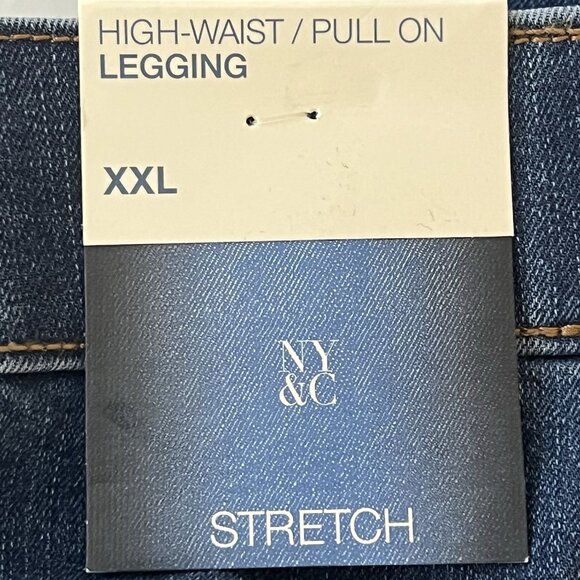 HIGH-WAIST / PULL ON
LEGGING
XXL
NY
&C
STRETCH